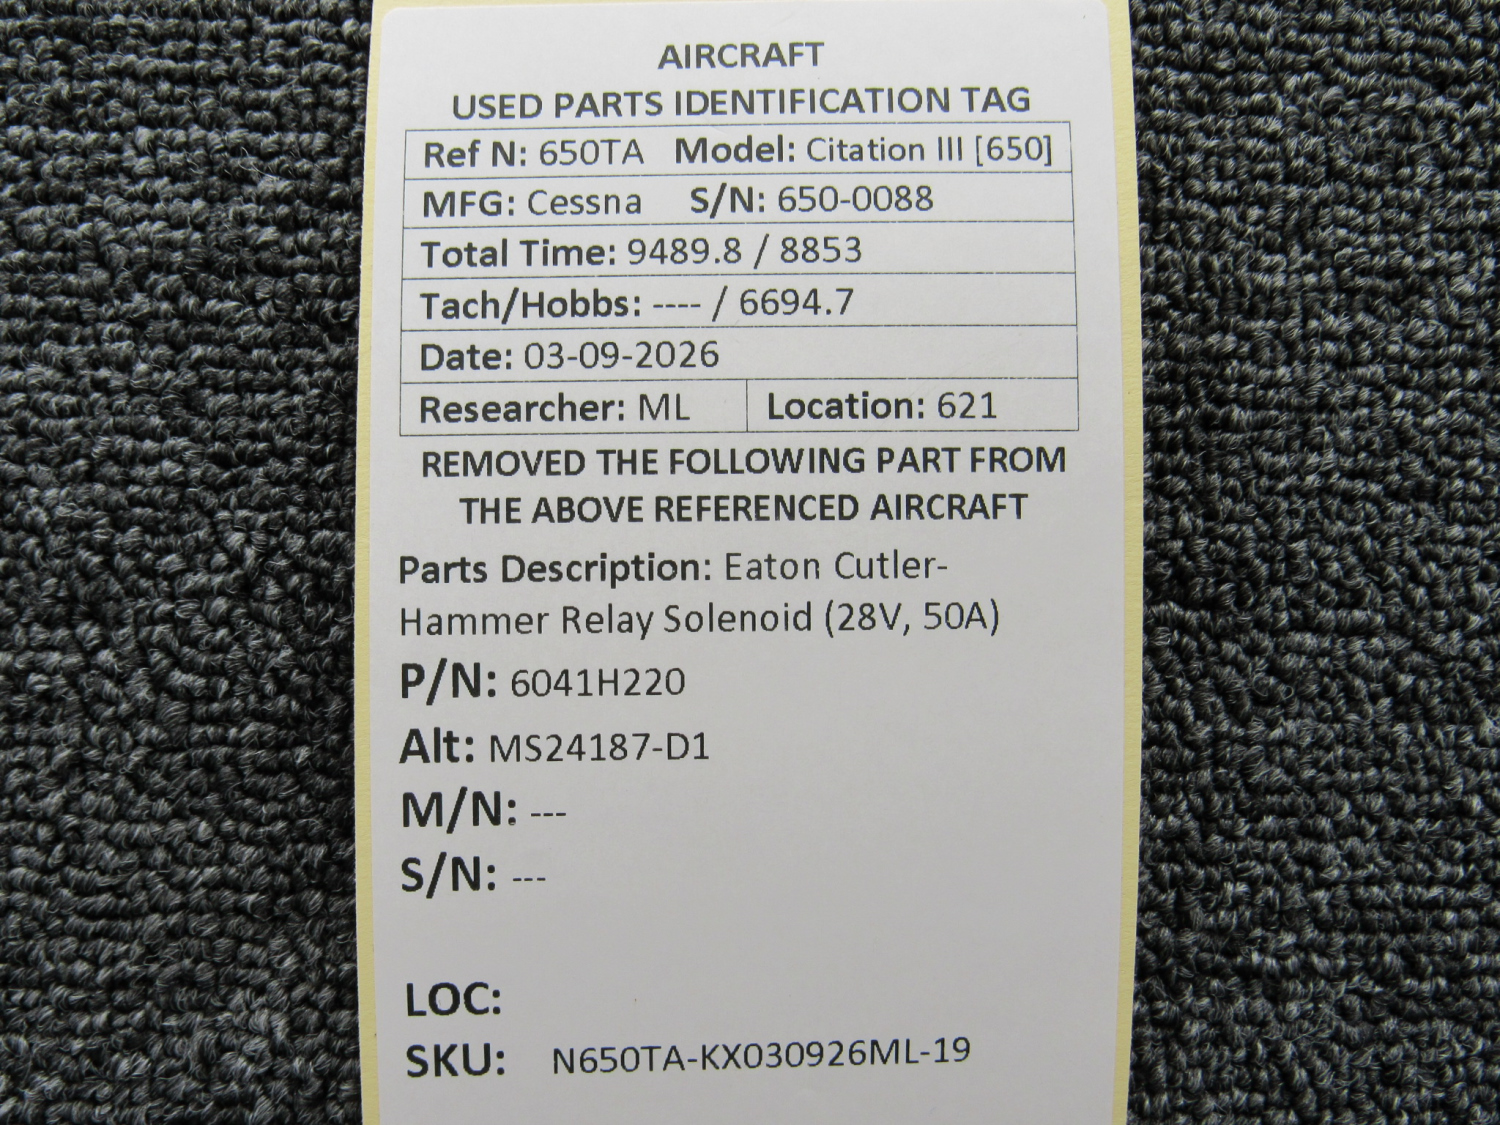 AIRCRAFT
USED PARTS IDENTIFICATION TAG
Ref N: 650TA Model: Citation III [650]
MFG: Cessna S/N: 650-0088
Total Time: 9489.8 / 8853
Tach/Hobbs: ---- / 6694.7
Date: 03-09-2026
Researcher: ML Location: 621
REMOVED THE FOLLOWING PART FROM
THE ABOVE REFERENCED AIRCRAFT
Parts Description: Eaton Cutler-
Hammer Relay Solenoid (28V, 50A)
P/N: 6041H220
Alt: MS24187-D1
M/N: ---
S/N: ---
LOC:
SKU: N650TA-KX030926ML-19